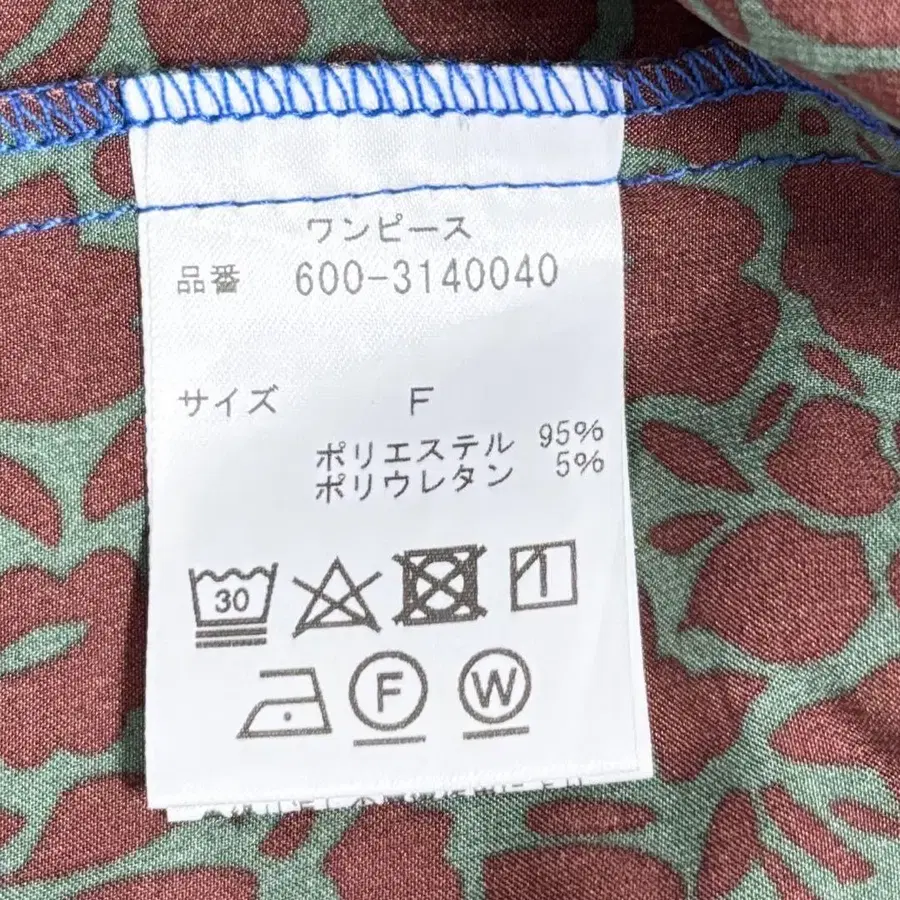 ワンピース
品番 600-3140040
サイズ F
ポリエステル 95%
ポリウレタン 5%
30
F
W